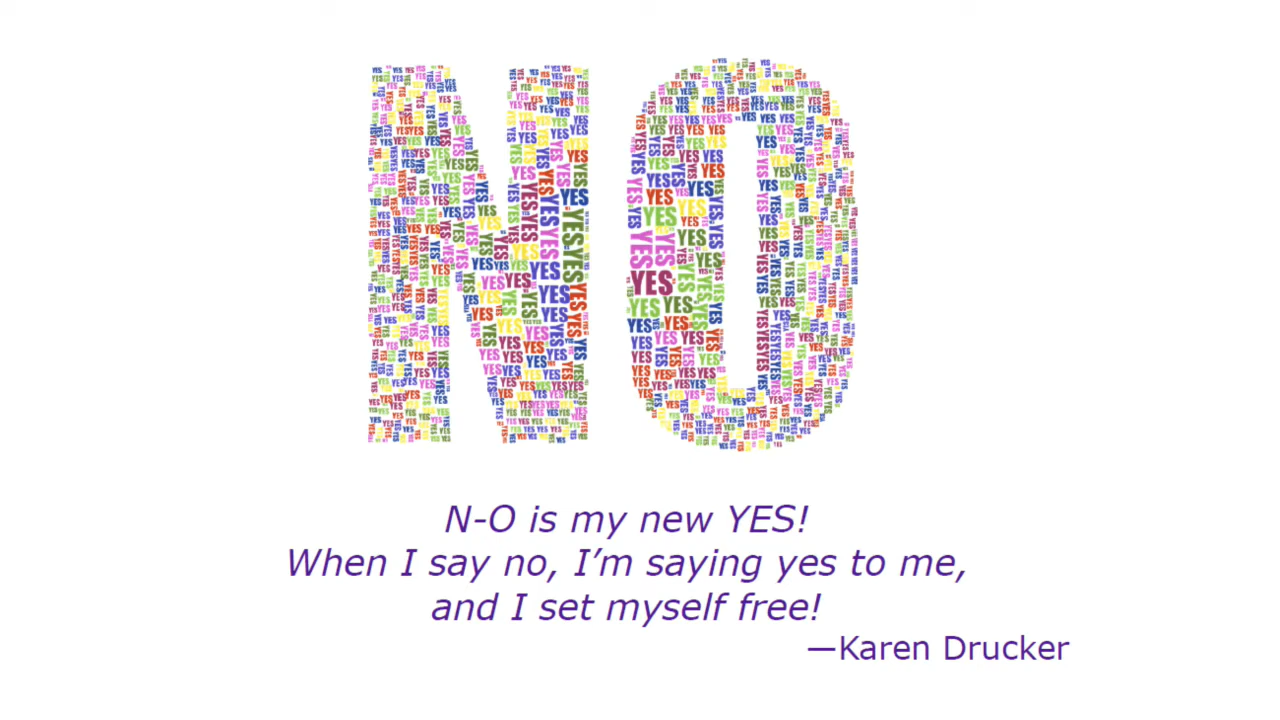 NO
N-O is my new YES!
When I say no, I’m saying yes to me,
and I set myself free!
—Karen Drucker